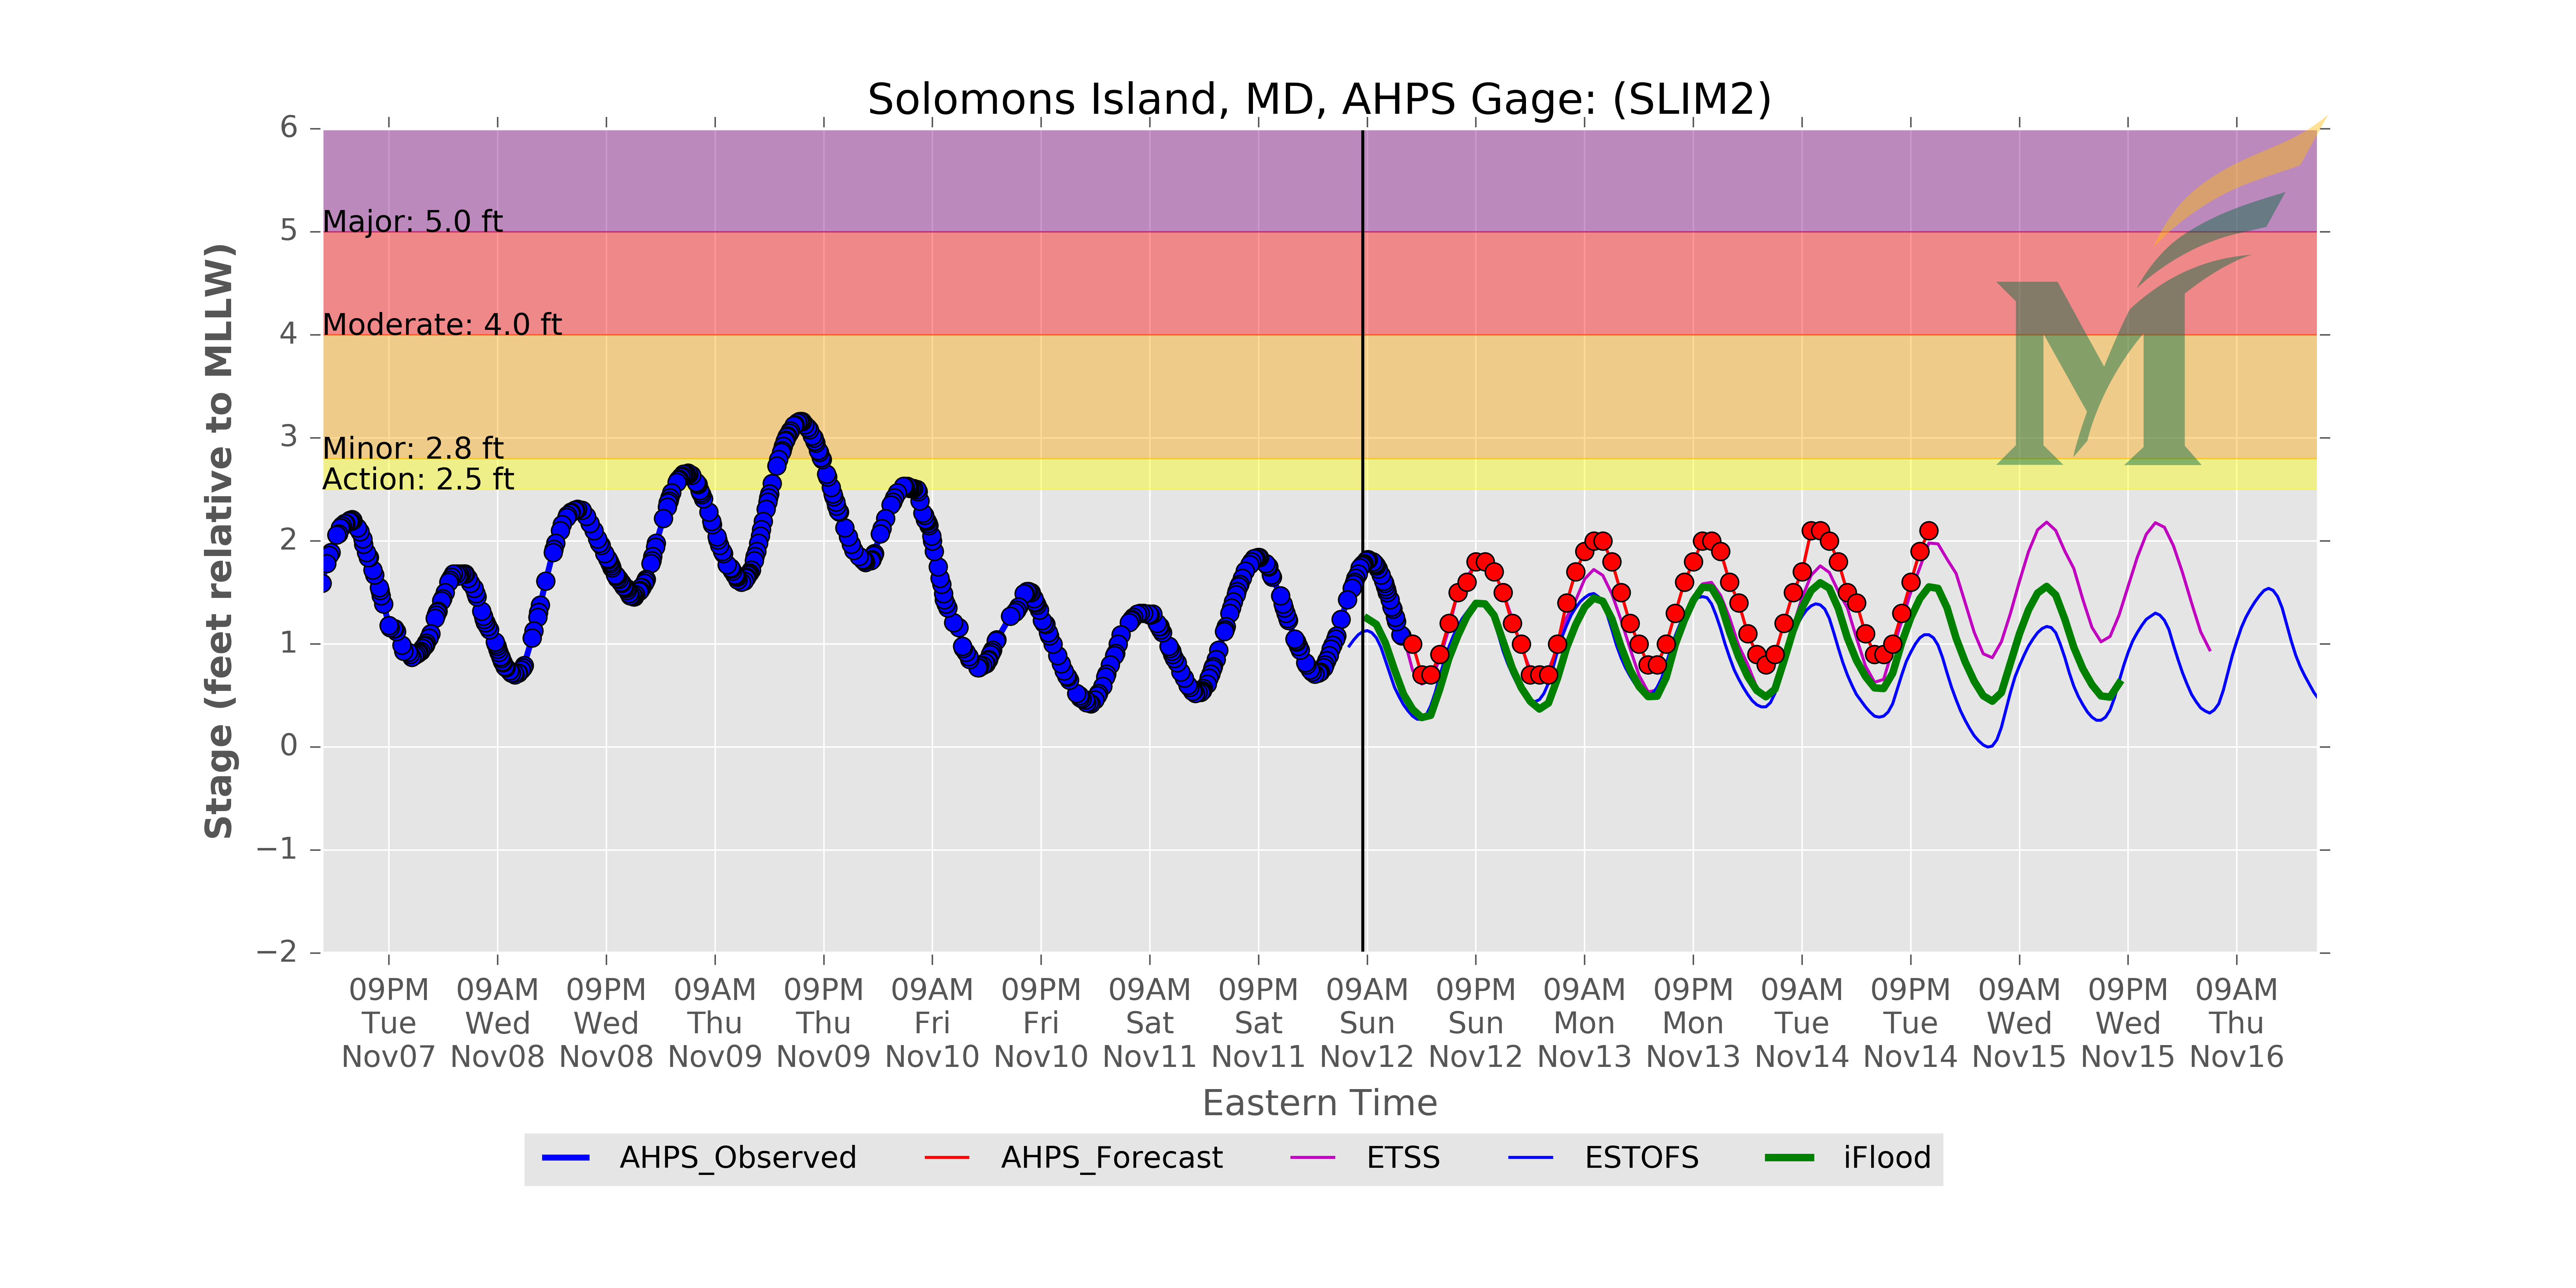 Solomons Island, MD, AHPS Gage: (SLIM2)
Stage (feet relative to MLLW)
6
5
4
3
2
1
0
−1
−2
Major: 5.0 ft
Moderate: 4.0 ft
Minor: 2.8 ft
Action: 2.5 ft
M
09PM 09AM 09PM 09AM 09PM 09AM 09PM 09AM 09PM 09AM 09PM 09AM 09PM 09AM 09PM 09AM 09PM 09AM
Tue Wed Wed Thu Thu Fri Fri Sat Sat Sun Sun Mon Mon Tue Tue Wed Wed Thu
Nov07 Nov08 Nov08 Nov09 Nov09 Nov10 Nov10 Nov11 Nov11 Nov12 Nov12 Nov13 Nov13 Nov14 Nov14 Nov15 Nov15 Nov16
Eastern Time
AHPS_Observed AHPS_Forecast ETSS ESTOFS iFlood